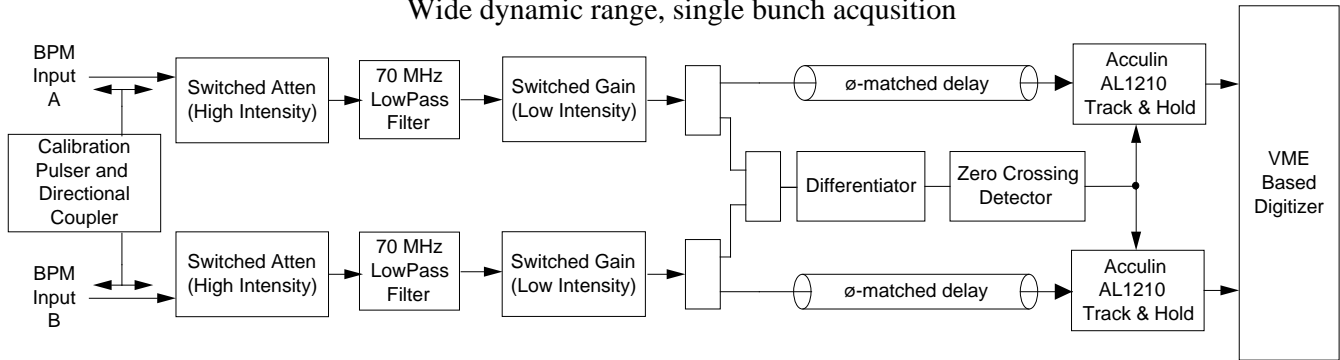 Wide dynamic range, single bunch acqusition
BPM
Input
A
Switched Atten
(High Intensity)
70 MHz
LowPass
Filter
Switched Gain
(Low Intensity)
ø-matched delay
Acculin
AL1210
Track & Hold
Calibration
Pulser and
Directional
Coupler
Differentiator
Zero Crossing
Detector
VME
Based
Digitizer
BPM
Input
B
Switched Atten
(High Intensity)
70 MHz
LowPass
Filter
Switched Gain
(Low Intensity)
ø-matched delay
Acculin
AL1210
Track & Hold